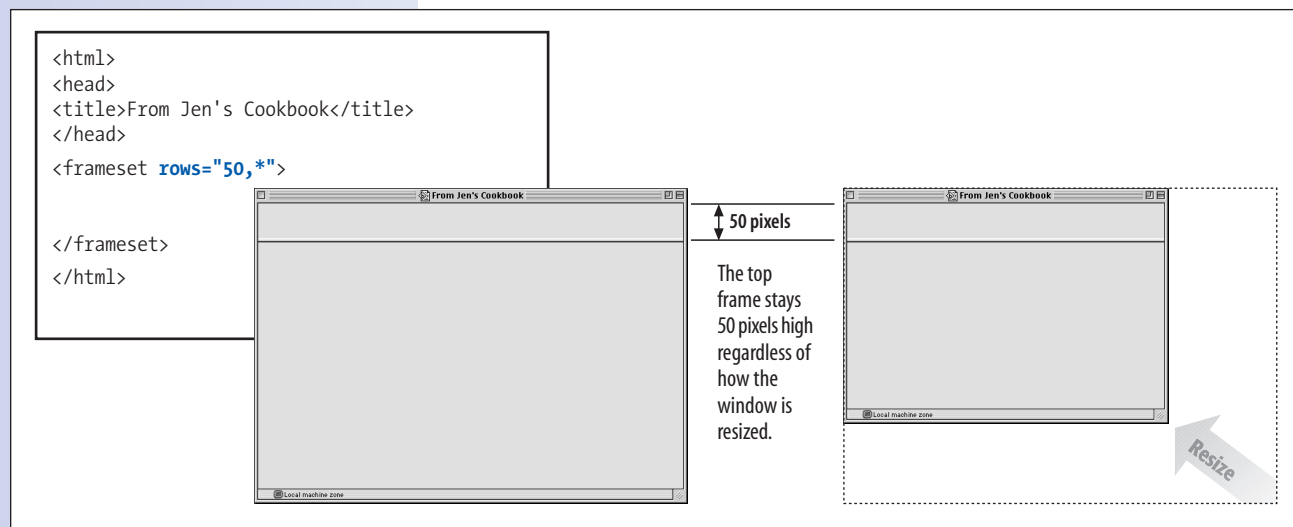 <html>
<head>
<title>From Jen's Cookbook</title>
</head>
<frameset rows="50,*">
</frameset>
</html>
From Jen's Cookbook
Local machine zone
50 pixels
The top
frame stays
50 pixels high
regardless of
how the
window is
resized.
From Jen's Cookbook
Local machine zone
Resize